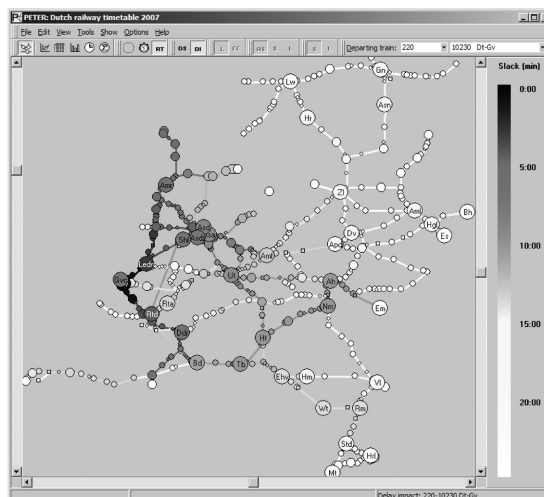 PETER: Dutch railway timetable 2007
File Edit View Tools Show Options Help
RT D$ DI L CC A$ S L S L Departing train: 220 10230 Dt-Gv
Slack (min)
0:00
5:00
10:00
15:00
20:00
Gn
Lw
Asn
Hr
Amr
Zl
Aml
Bh
Hgl
Es
Asd
Shl
Dv
Apd
Amf
Ledn
Ut
Gvc
Ah
Rta
Nm
Em
Rtd
Ddr
Ht
Bd
Tb
Ehv
Hm
Vl
Wt
Rm
Std
Hrl
Mt
Delay impact: 220-10230 Dt-Gv